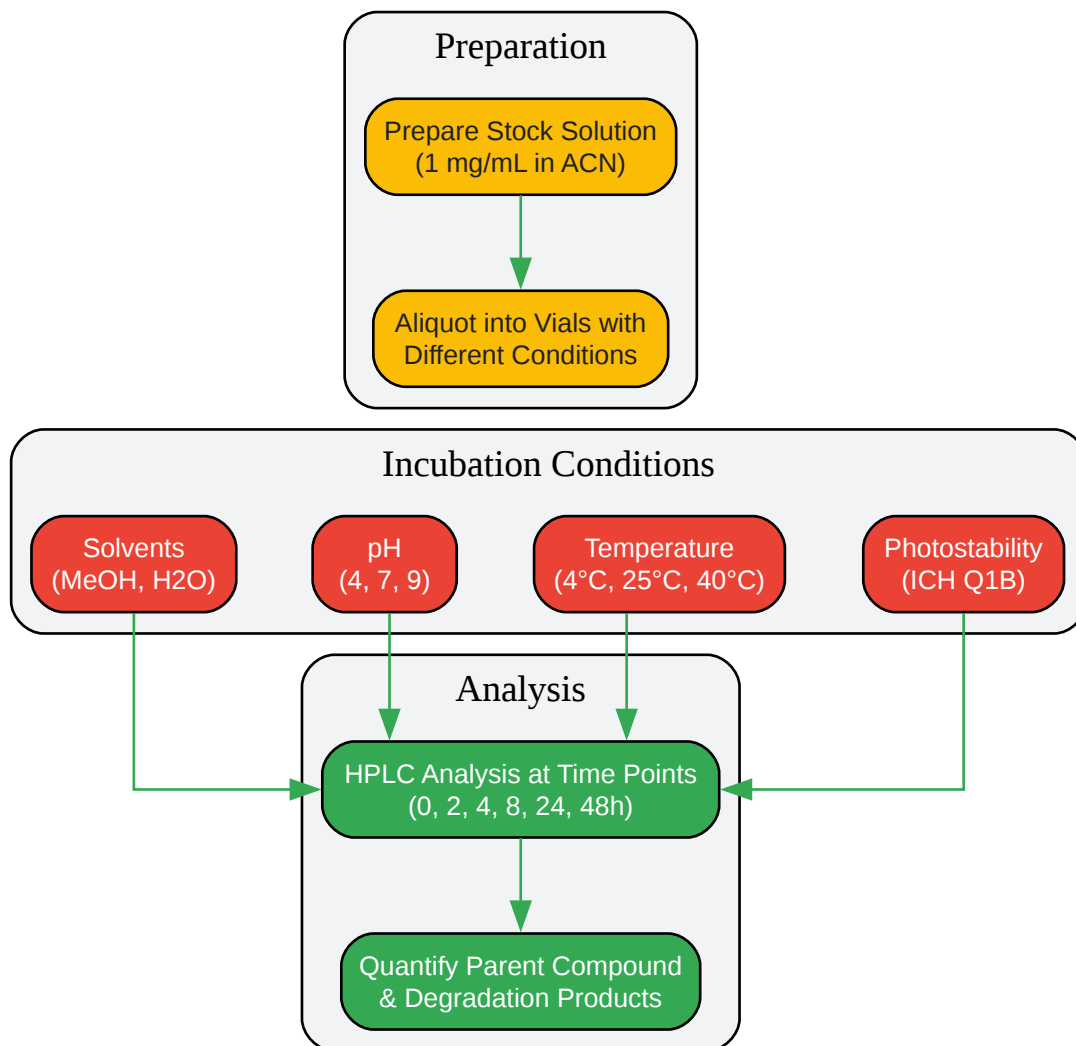 Preparation
Prepare Stock Solution
(1 mg/mL in ACN)
Aliquot into Vials with
Different Conditions
Incubation Conditions
Solvents
(MeOH, H2O)
pH
(4, 7, 9)
Temperature
(4°C, 25°C, 40°C)
Photostability
(ICH Q1B)
Analysis
HPLC Analysis at Time Points
(0, 2, 4, 8, 24, 48h)
Quantify Parent Compound
& Degradation Products